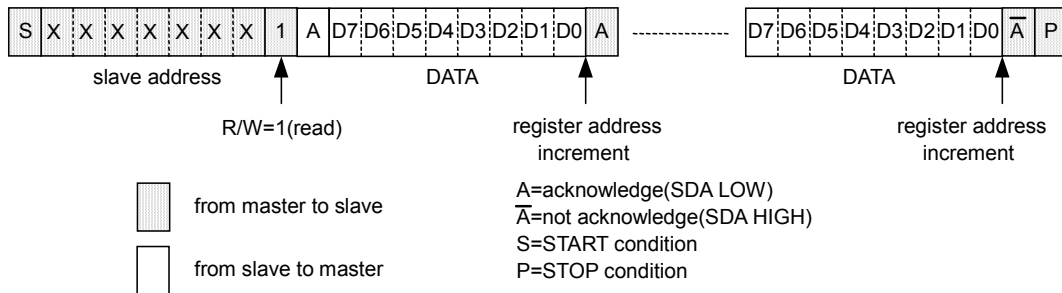 S X X X X X X X 1 A D7 D6 D5 D4 D3 D2 D1 D0 A D7 D6 D5 D4 D3 D2 D1 D0 A̅ P
slave address DATA DATA
R/W=1(read)
register address
increment
register address
increment
from master to slave
from slave to master
A=acknowledge(SDA LOW)
A̅=not acknowledge(SDA HIGH)
S=START condition
P=STOP condition